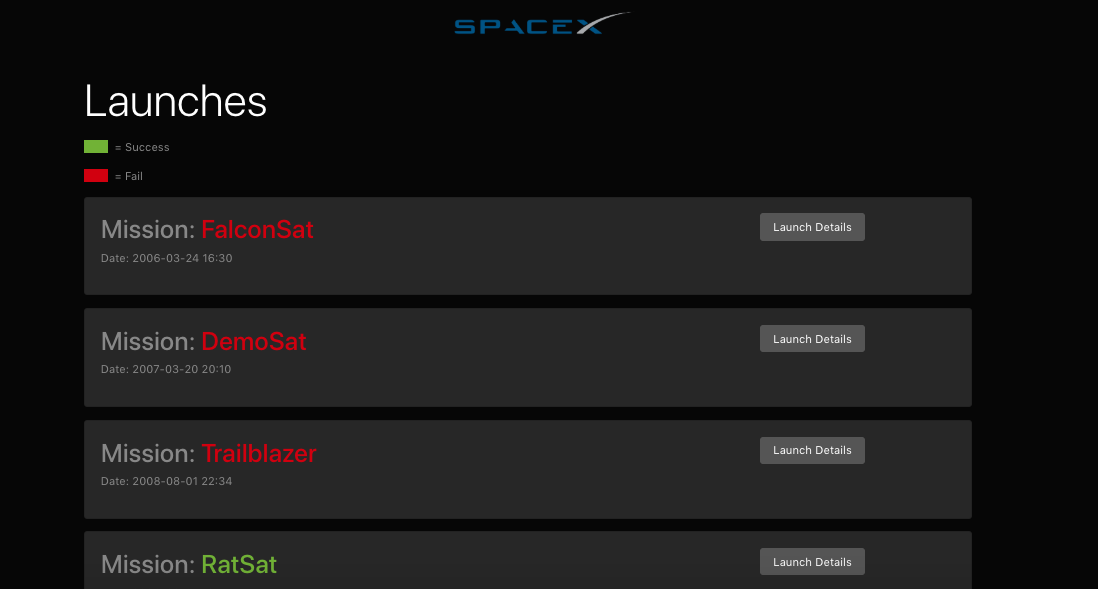 SPACEX
Launches
= Success
= Fail
Mission: FalconSat
Launch Details
Date: 2006-03-24 16:30
Mission: DemoSat
Launch Details
Date: 2007-03-20 20:10
Mission: Trailblazer
Launch Details
Date: 2008-08-01 22:34
Mission: RatSat
Launch Details